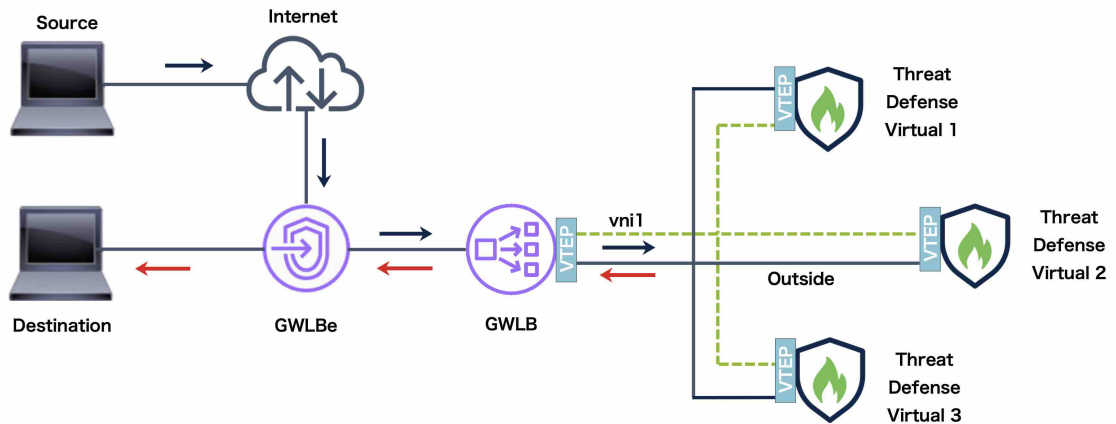 Source
Internet
VTEP
Threat
Defense
Virtual 1
vni1
VTEP
VTEP
Threat
Defense
Virtual 2
Outside
Destination
GWLBe
GWLB
VTEP
Threat
Defense
Virtual 3